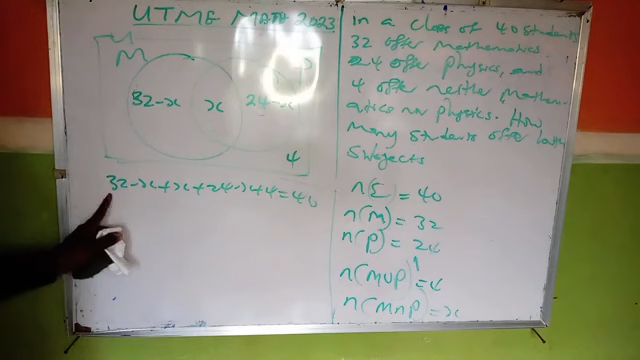 UTME MATH 2023
U
M
P
32-x
x
24-x
4
32-x+x+24-x+4=40
in a class of 40 students
32 offer mathematics
24 offer physics, and
4 offer neither Mathem-
atics nor physics. How
many students offer both
Subjects
n(Σ) = 40
n(M) = 32
n(P) = 24
n(MUP)' = 4
n(MnP) = x